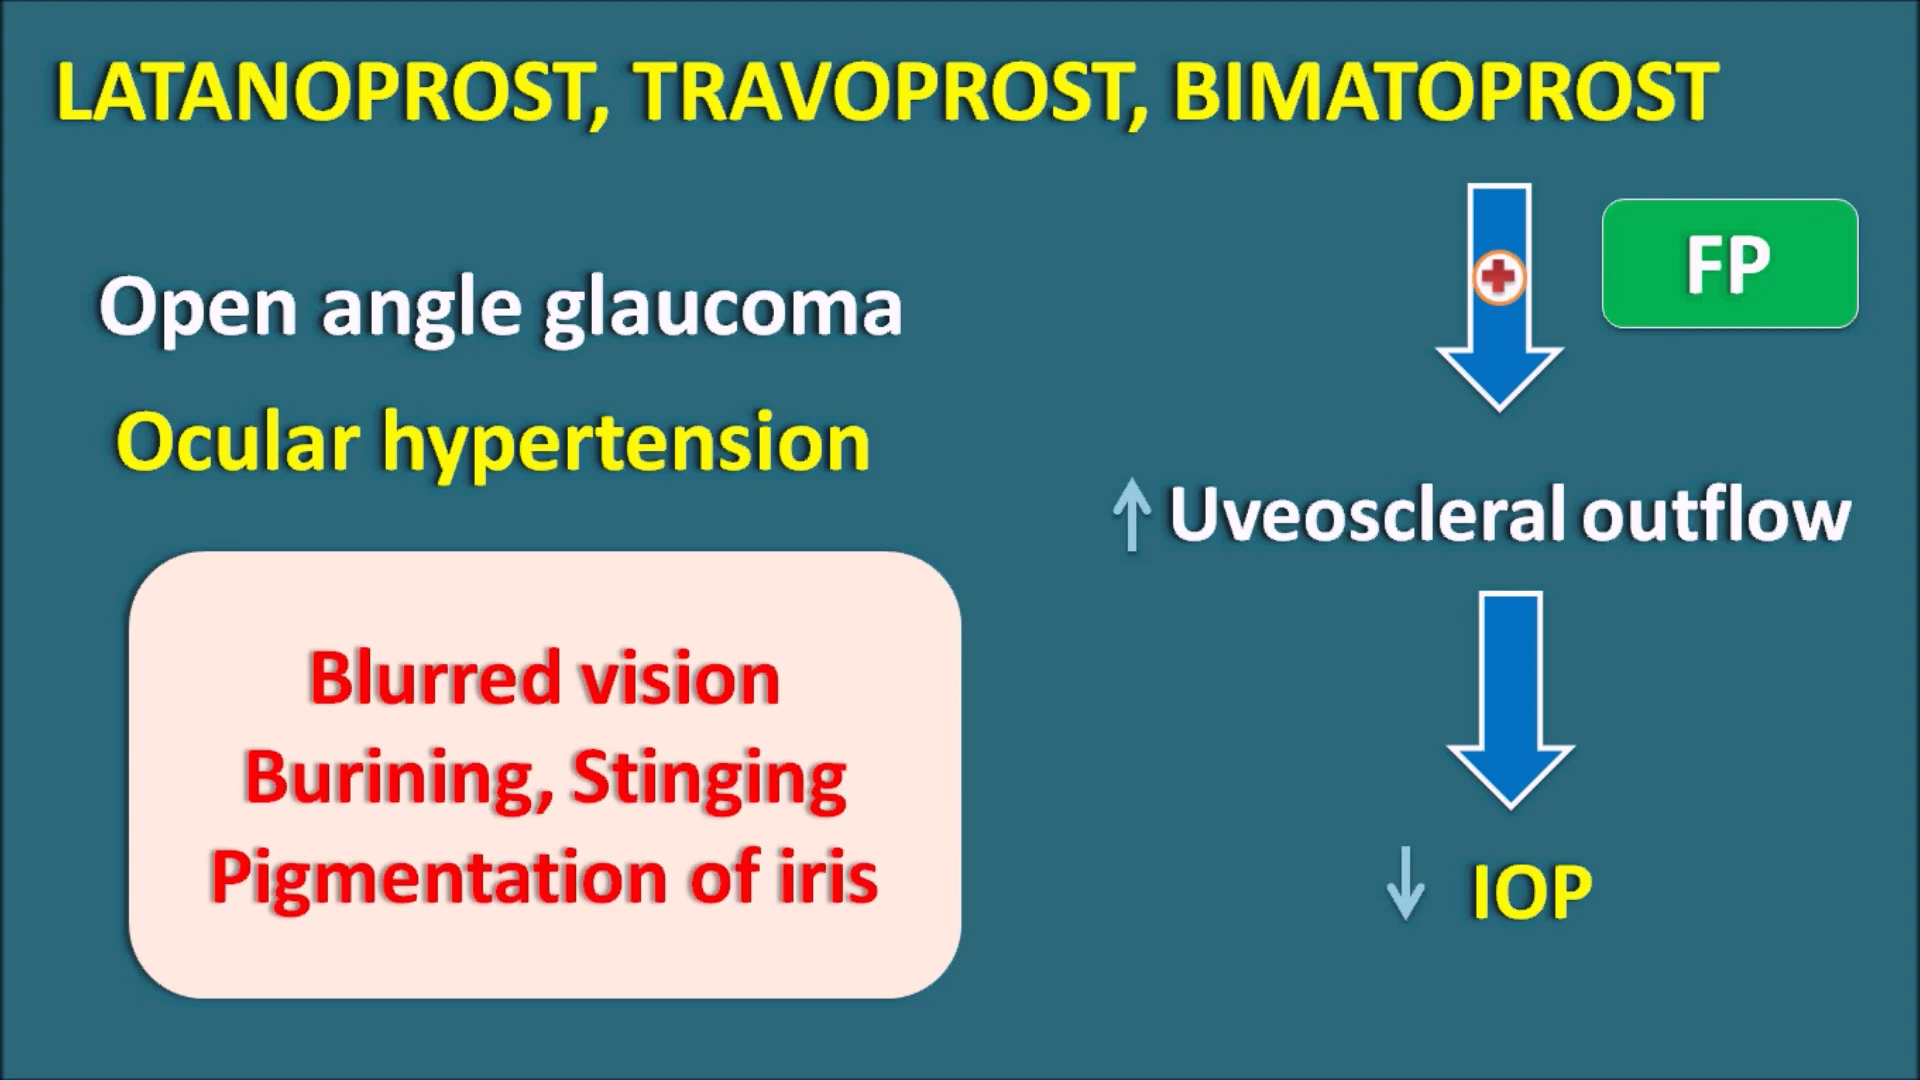 LATANOPROST, TRAVOPROST, BIMATOPROST
Open angle glaucoma
Ocular hypertension
Blurred vision
Burining, Stinging
Pigmentation of iris
FP
↑ Uveoscleral outflow
↓ IOP